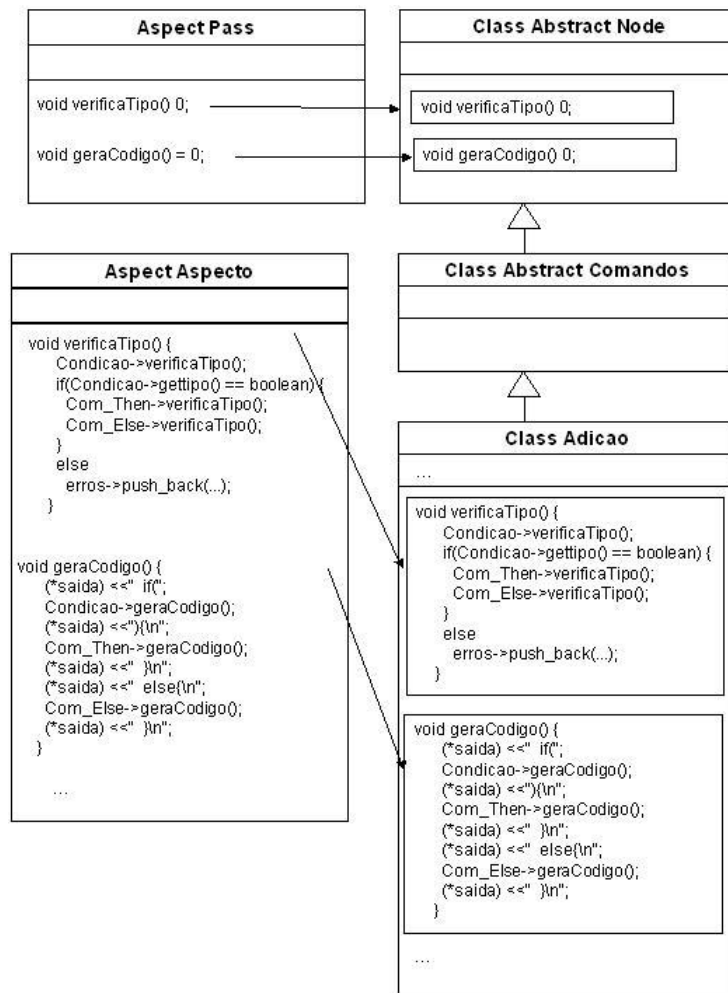 Aspect Pass
void verificaTipo() 0;
void geraCodigo() = 0;
Class Abstract Node
void verificaTipo() 0;
void geraCodigo() 0;
Aspect Aspecto
void verificaTipo() {
Condicao->verificaTipo();
if(Condicao->gettipo() == boolean) {
Com_Then->verificaTipo();
Com_Else->verificaTipo();
}
else
erros->push_back(...);
}
void geraCodigo() {
(*saida) <<" if(";
Condicao->geraCodigo();
(*saida) <<"){\n";
Com_Then->geraCodigo();
(*saida) <<" }\n";
(*saida) <<" else{\n";
Com_Else->geraCodigo();
(*saida) <<" }\n";
}
...
Class Abstract Comandos
Class Adicao
...
void verificaTipo() {
Condicao->verificaTipo();
if(Condicao->gettipo() == boolean) {
Com_Then->verificaTipo();
Com_Else->verificaTipo();
}
else
erros->push_back(...);
}
void geraCodigo() {
(*saida) <<" if(";
Condicao->geraCodigo();
(*saida) <<"){\n";
Com_Then->geraCodigo();
(*saida) <<" }\n";
(*saida) <<" else{\n";
Com_Else->geraCodigo();
(*saida) <<" }\n";
}
...